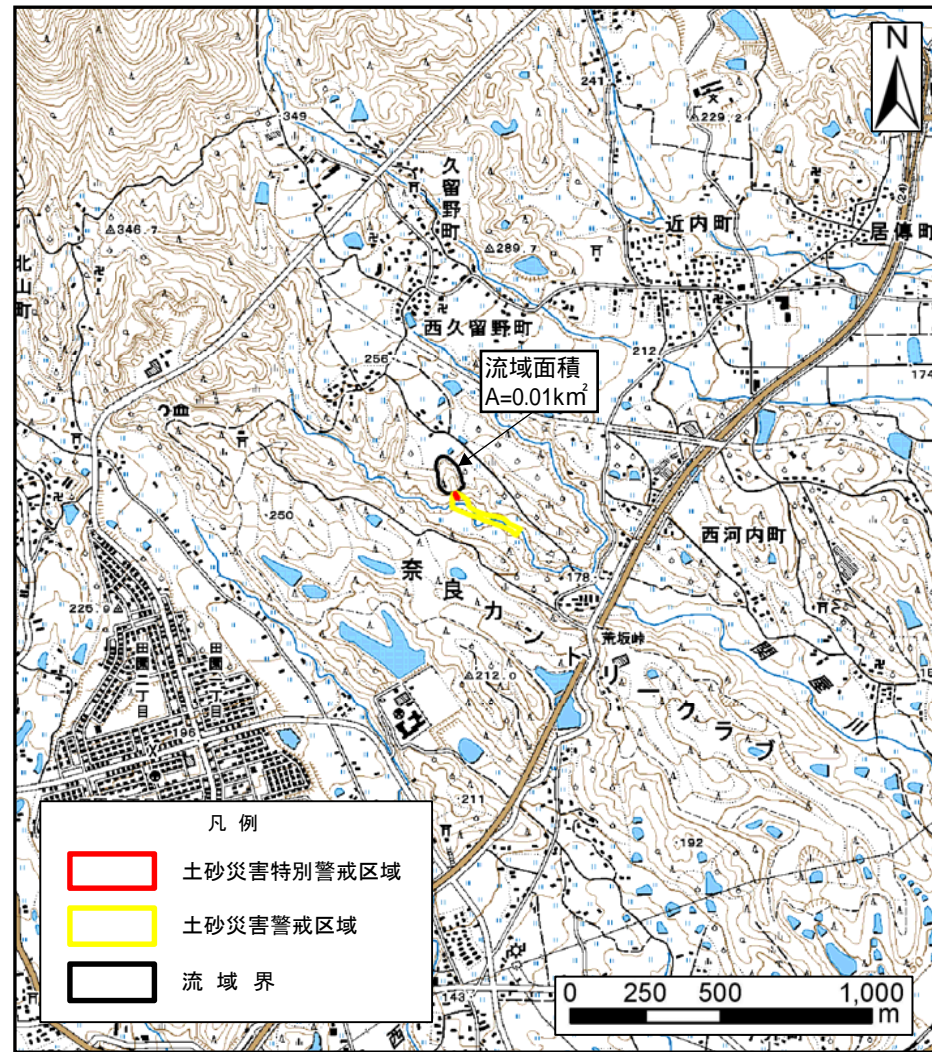 N
241
229.2
349
久留野町
近内町
居傳町
346.7
289.7
北山町
西久留野町
256
212
174
流域面積
A=0.01km²
250
西河内町
178
奈良カントリークラブ
荒坂峠
225.9
田園二丁目
田園一丁目
212.0
196
211
192
143
凡 例
土砂災害特別警戒区域
土砂災害警戒区域
流 域 界
0 250 500 1,000
m